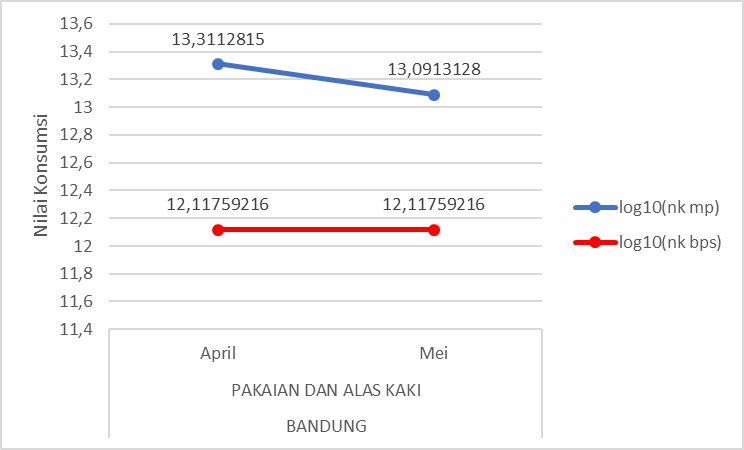 13,6
13,4
13,2
13
12,8
12,6
12,4
12,2
12
11,8
11,6
11,4
Nilai Konsumsi
13,3112815
13,0913128
12,11759216
12,11759216
April
Mei
PAKAIAN DAN ALAS KAKI
BANDUNG
log10(nk mp)
log10(nk bps)